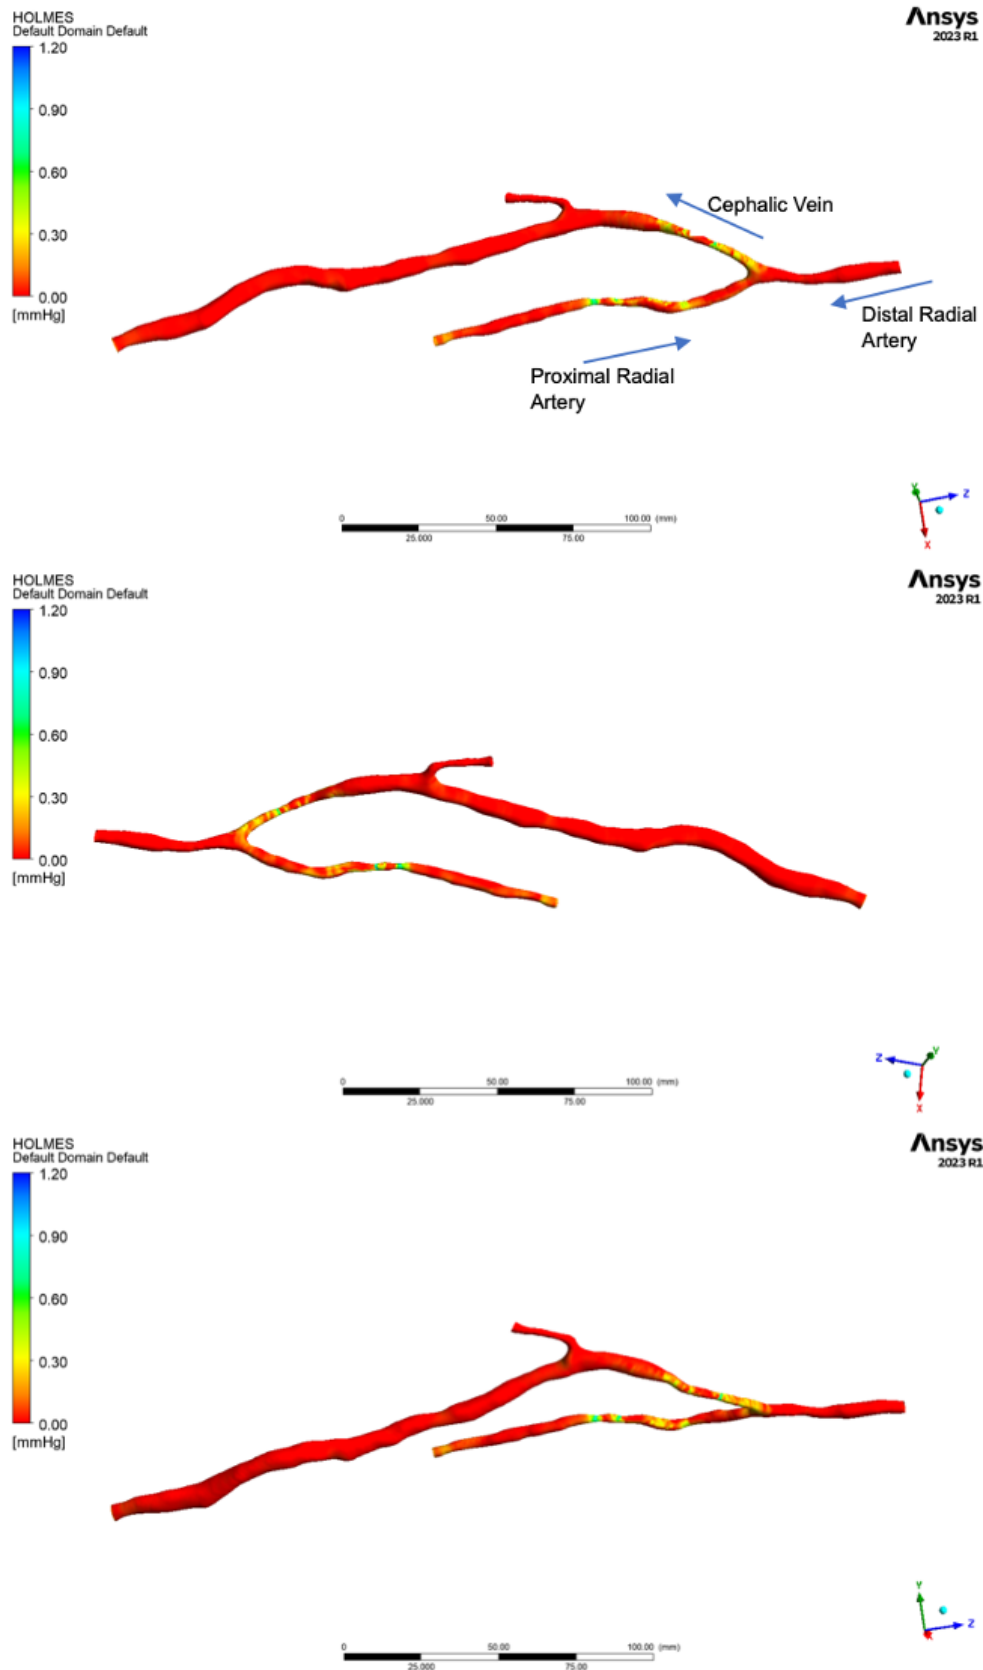 HOLMES
Default Domain Default
Ansys
2023 R1
1.20
0.90
0.60
0.30
0.00
[mmHg]
Cephalic Vein
Distal Radial
Artery
Proximal Radial
Artery
Y
Z
X
0 50.00 100.00 (mm)
25.000 75.00
HOLMES
Default Domain Default
Ansys
2023 R1
1.20
0.90
0.60
0.30
0.00
[mmHg]
Z
Y
X
0 50.00 100.00 (mm)
25.000 75.00
HOLMES
Default Domain Default
Ansys
2023 R1
1.20
0.90
0.60
0.30
0.00
[mmHg]
Y
Z
0 50.00 100.00 (mm)
25.000 75.00